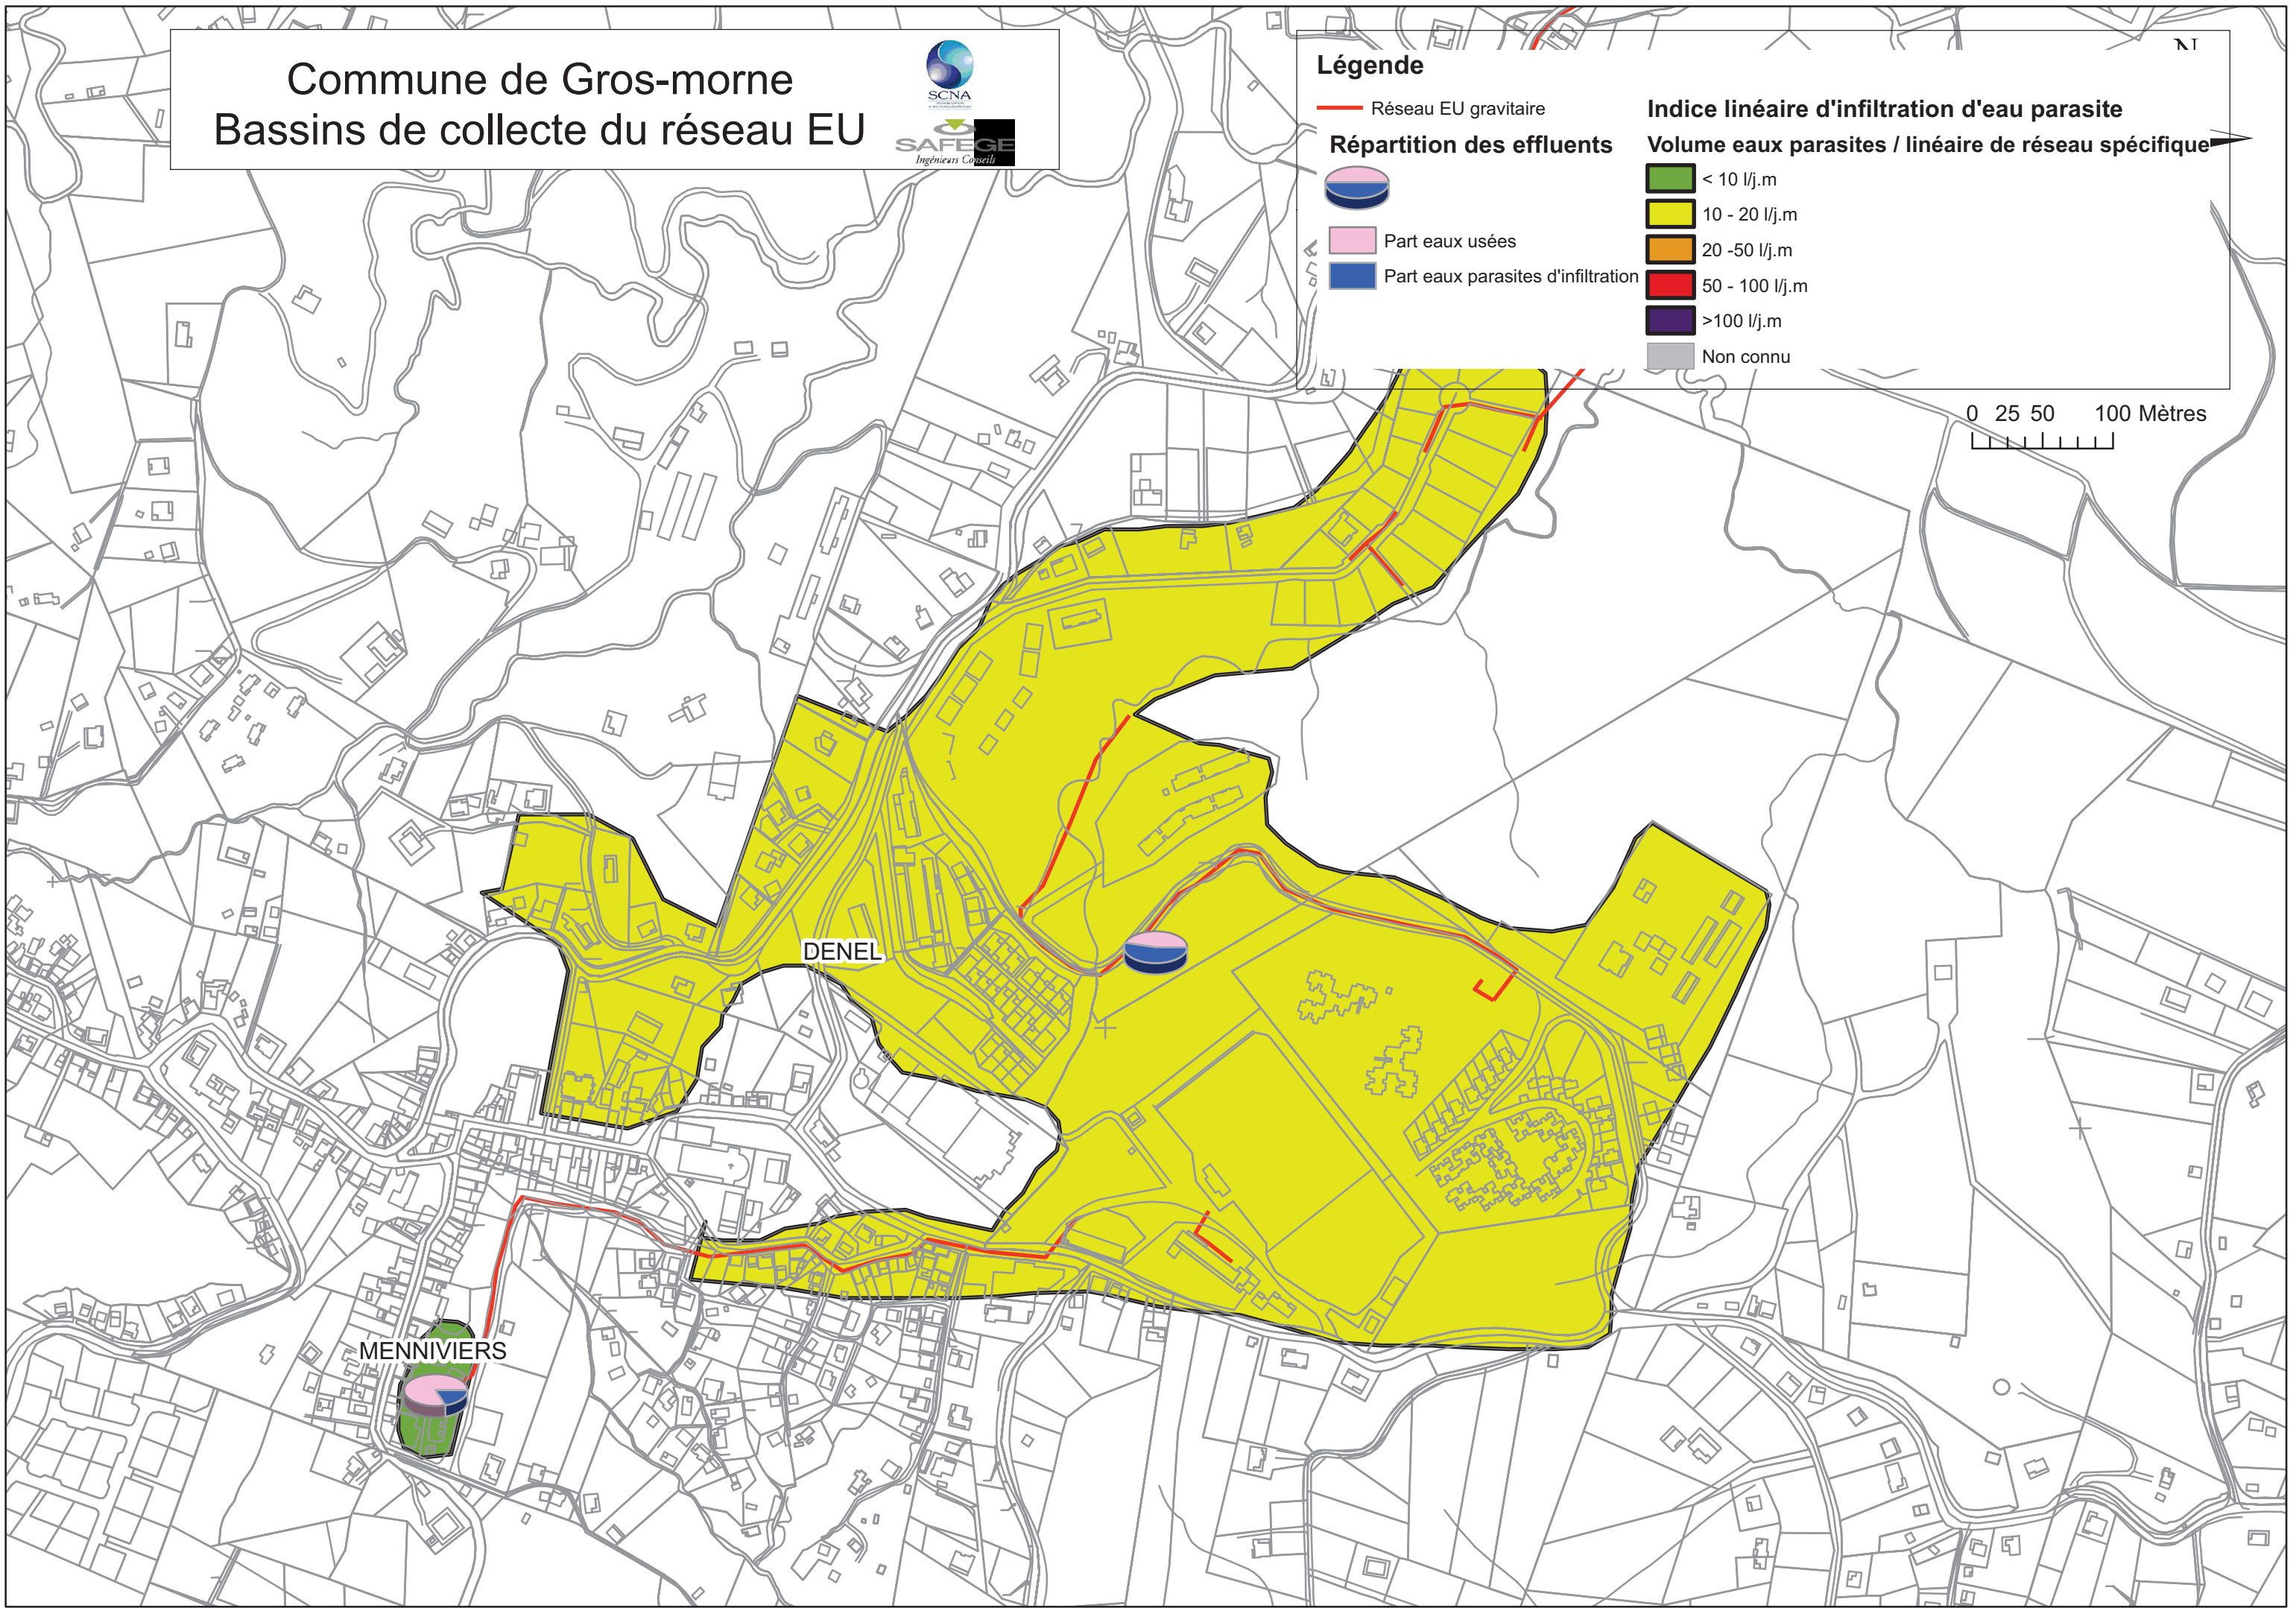 Commune de Gros-morne
Bassins de collecte du réseau EU
SCNA
SAFEGE
Ingénieurs Conseils
N
Légende
Réseau EU gravitaire
Répartition des effluents
Part eaux usées
Part eaux parasites d'infiltration
Indice linéaire d'infiltration d'eau parasite
Volume eaux parasites / linéaire de réseau spécifique
< 10 l/j.m
10 - 20 l/j.m
20 -50 l/j.m
50 - 100 l/j.m
>100 l/j.m
Non connu
0 25 50 100 Mètres
DENEL
MENNIVIERS